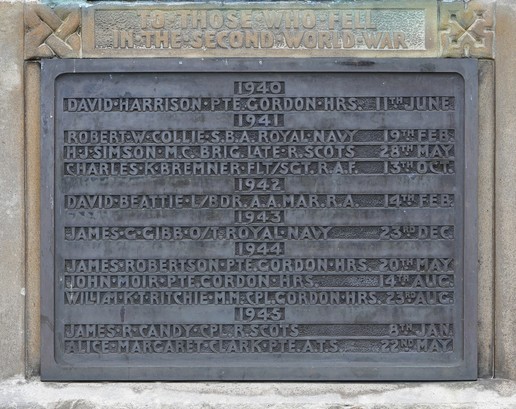 TO THOSE WHO FELL
IN THE SECOND WORLD WAR
1940
DAVID·HARRISON·PTE.GORDON·HRS. 11TH JUNE
1941
ROBERT·W·COLLIE·S.B.A.ROYAL·NAVY 19TH FEB.
H·J·SIMSON·M.C.BRIG.LATE·R.SCOTS 28TH MAY
CHARLES·K·BREMNER·FLT/SGT.R.A.F. 13TH OCT.
1942
DAVID·BEATTIE·L/BDR.A.A.MAR.R.A. 14TH FEB.
1943
JAMES·G·GIBB·O/T.ROYAL·NAVY 23RD DEC.
1944
JAMES·ROBERTSON·PTE.GORDON·HRS. 20TH MAY
JOHN·MOIR·PTE.GORDON·HRS. 14TH AUG.
WILLIAM·K·T·RITCHIE·MM.CPL.GORDON·HRS. 23RD AUG.
1945
JAMES·R·CANDY·CPL.R.SCOTS 8TH JAN.
ALICE·MARGARET·CLARK·PTE.A.T.S. 22ND MAY